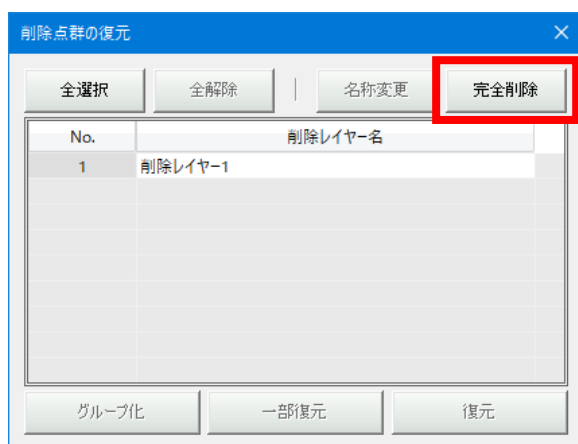 削除点群の復元
全選択 全解除 名称変更 完全削除
No. 削除レイヤー名
1 削除レイヤー1
グループ化 一部復元 復元